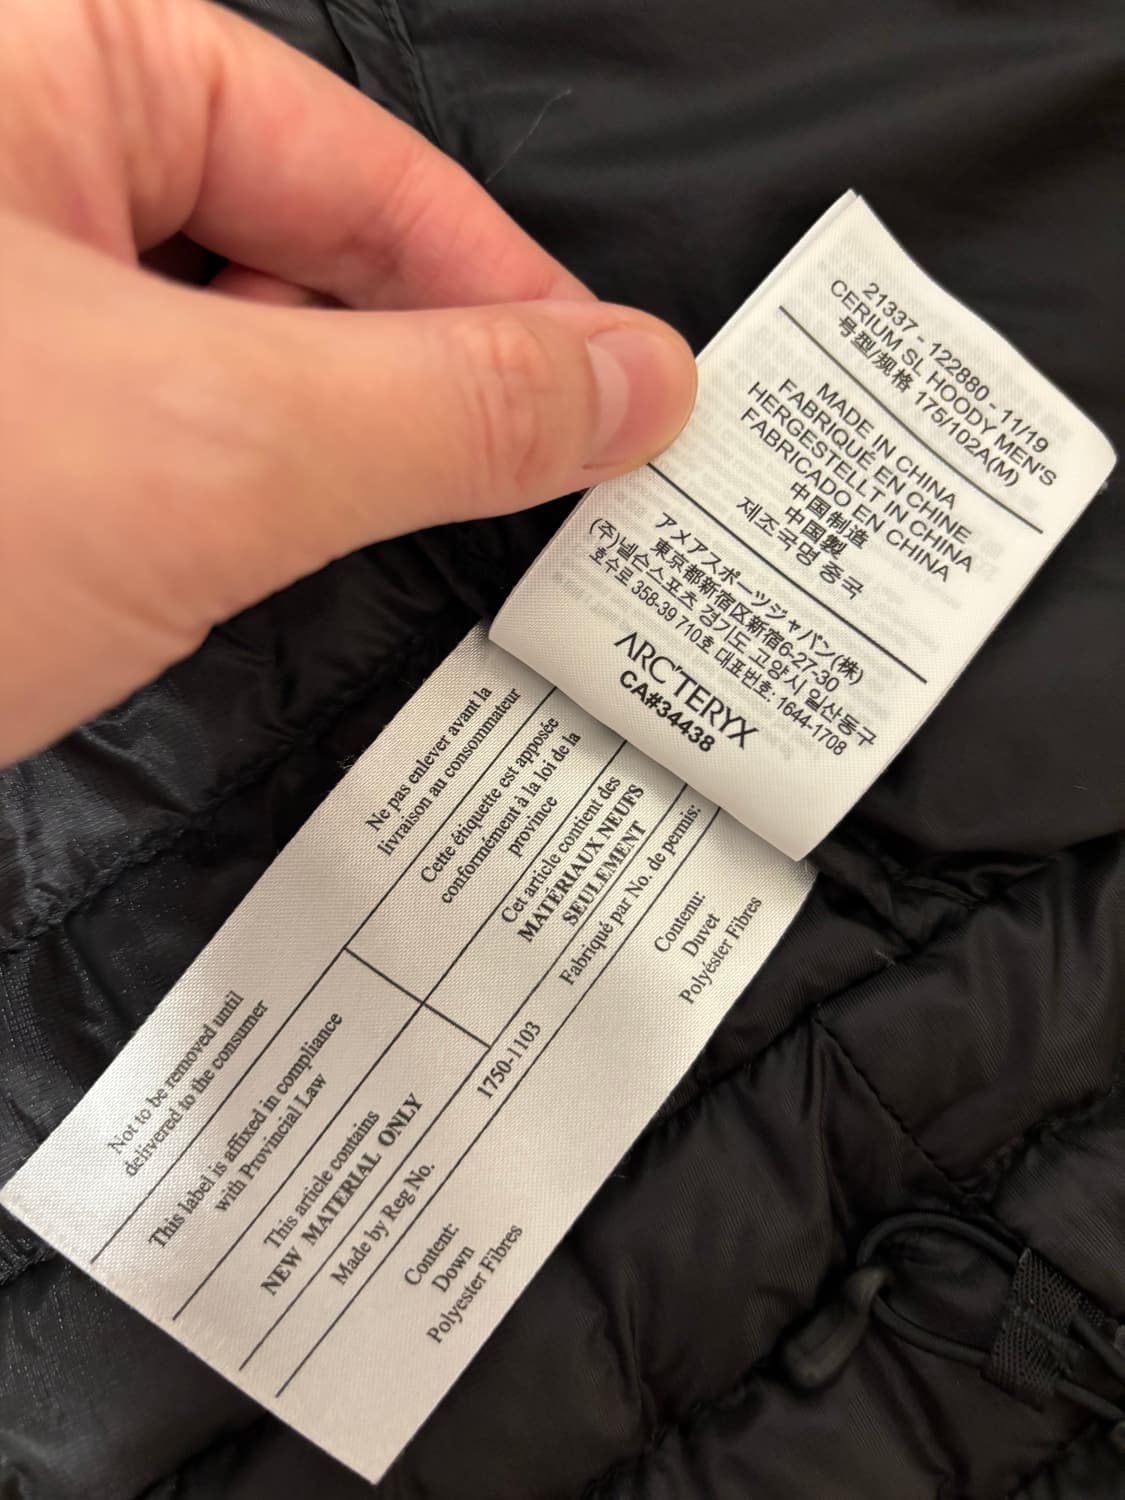 21337 - 122880 - 11/19
CERIUM SL HOODY MEN'S
号型/规格 175/102A(M)
MADE IN CHINA
FABRIQUÉ EN CHINE
HERGESTELLT IN CHINA
FABRICADO EN CHINA
中国制造
中国製
제조국명 중국
アメアスポーツジャパン(株)
東京都新宿区新宿6-27-30
(주)넬슨스포츠 경기도 고양시 일산동구
호수로 358-39 710호 대표번호: 1644-1708
ARC'TERYX
CA#34438
Not to be removed until
delivered to the consumer
Ne pas enlever avant la
livraison au consommateur
This label is affixed in compliance
with Provincial Law
Cette étiquette est apposée
conformément à la loi de la
province
This article contains
NEW MATERIAL ONLY
Cet article contient des
MATÉRIAUX NEUFS
SEULEMENT
Made by Reg No.
1750-1103
Fabriqué par No. de permis:
Content:
Down
Polyester Fibres
Contenu:
Duvet
Polyéster Fibres